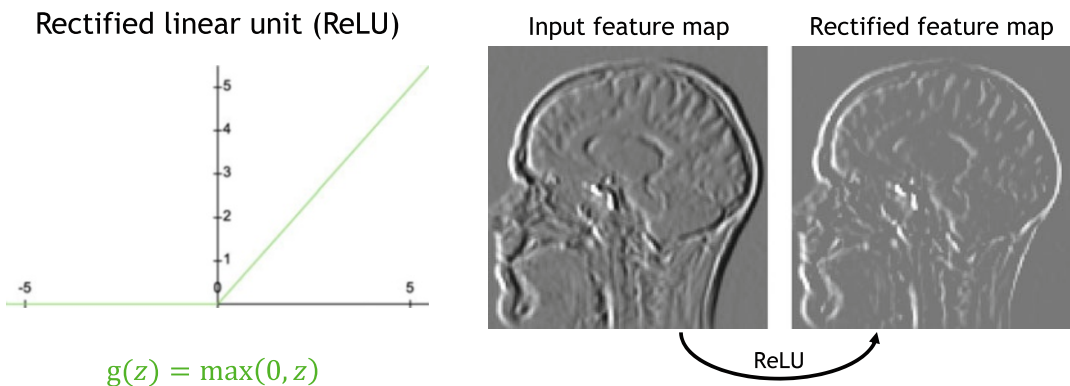 Rectified linear unit (ReLU)
5
4
3
2
1
-5
0
5
g(z) = max(0, z)
Input feature map
Rectified feature map
ReLU